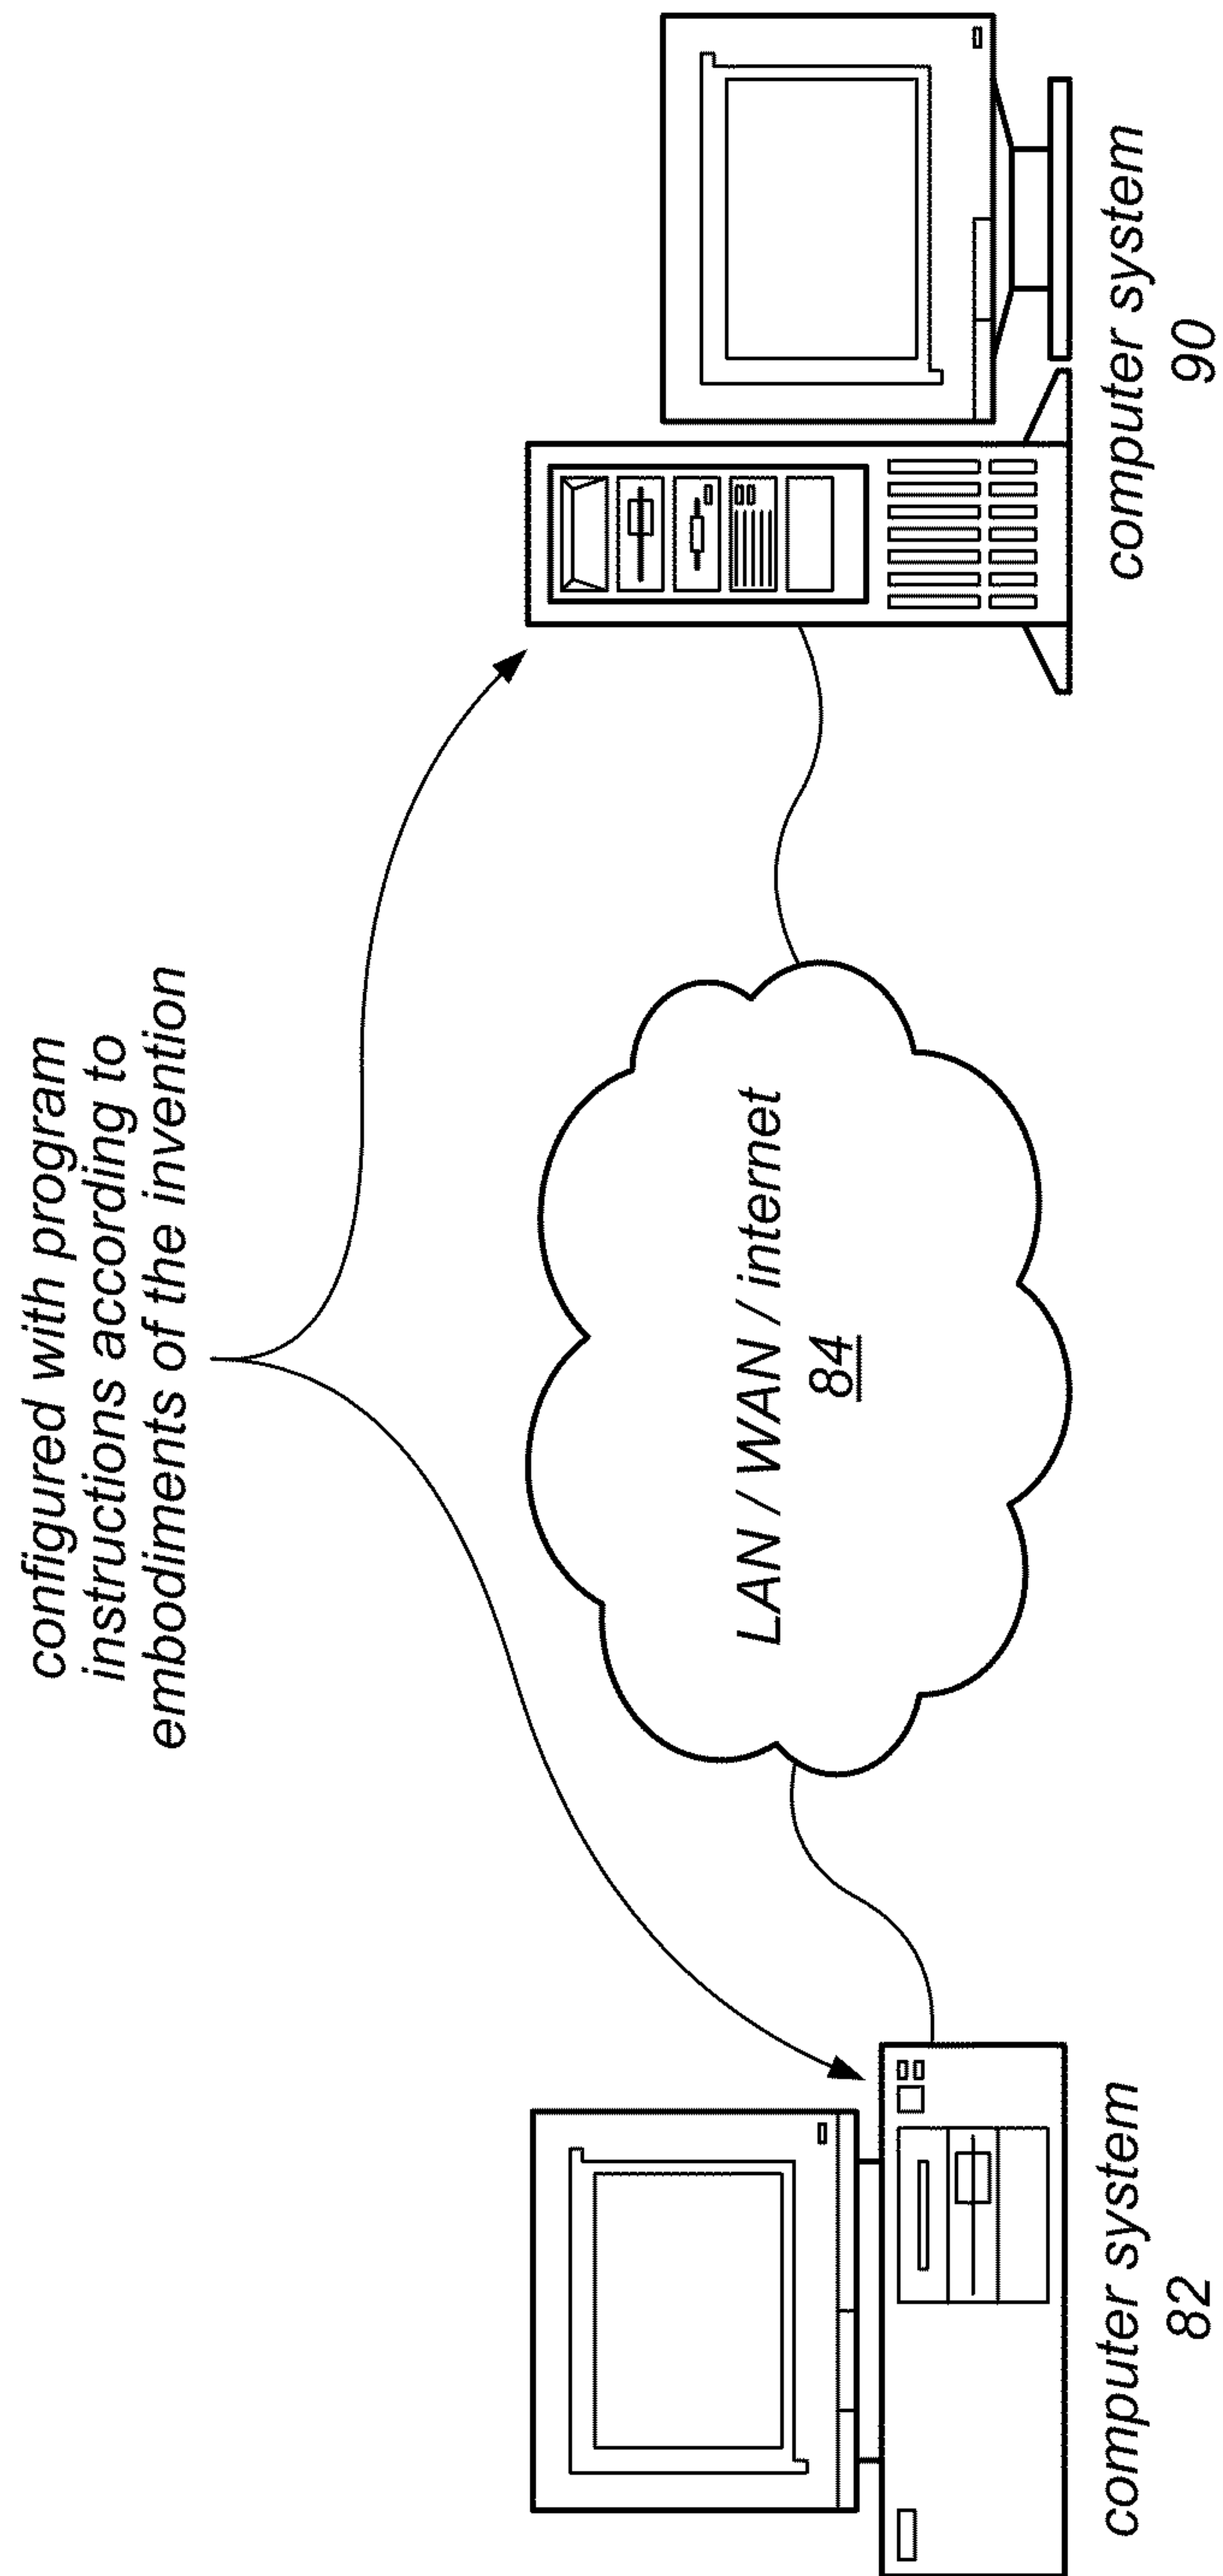 configured with program
instructions according to
embodiments of the invention
LAN / WAN / internet
84
computer system
82
computer system
90